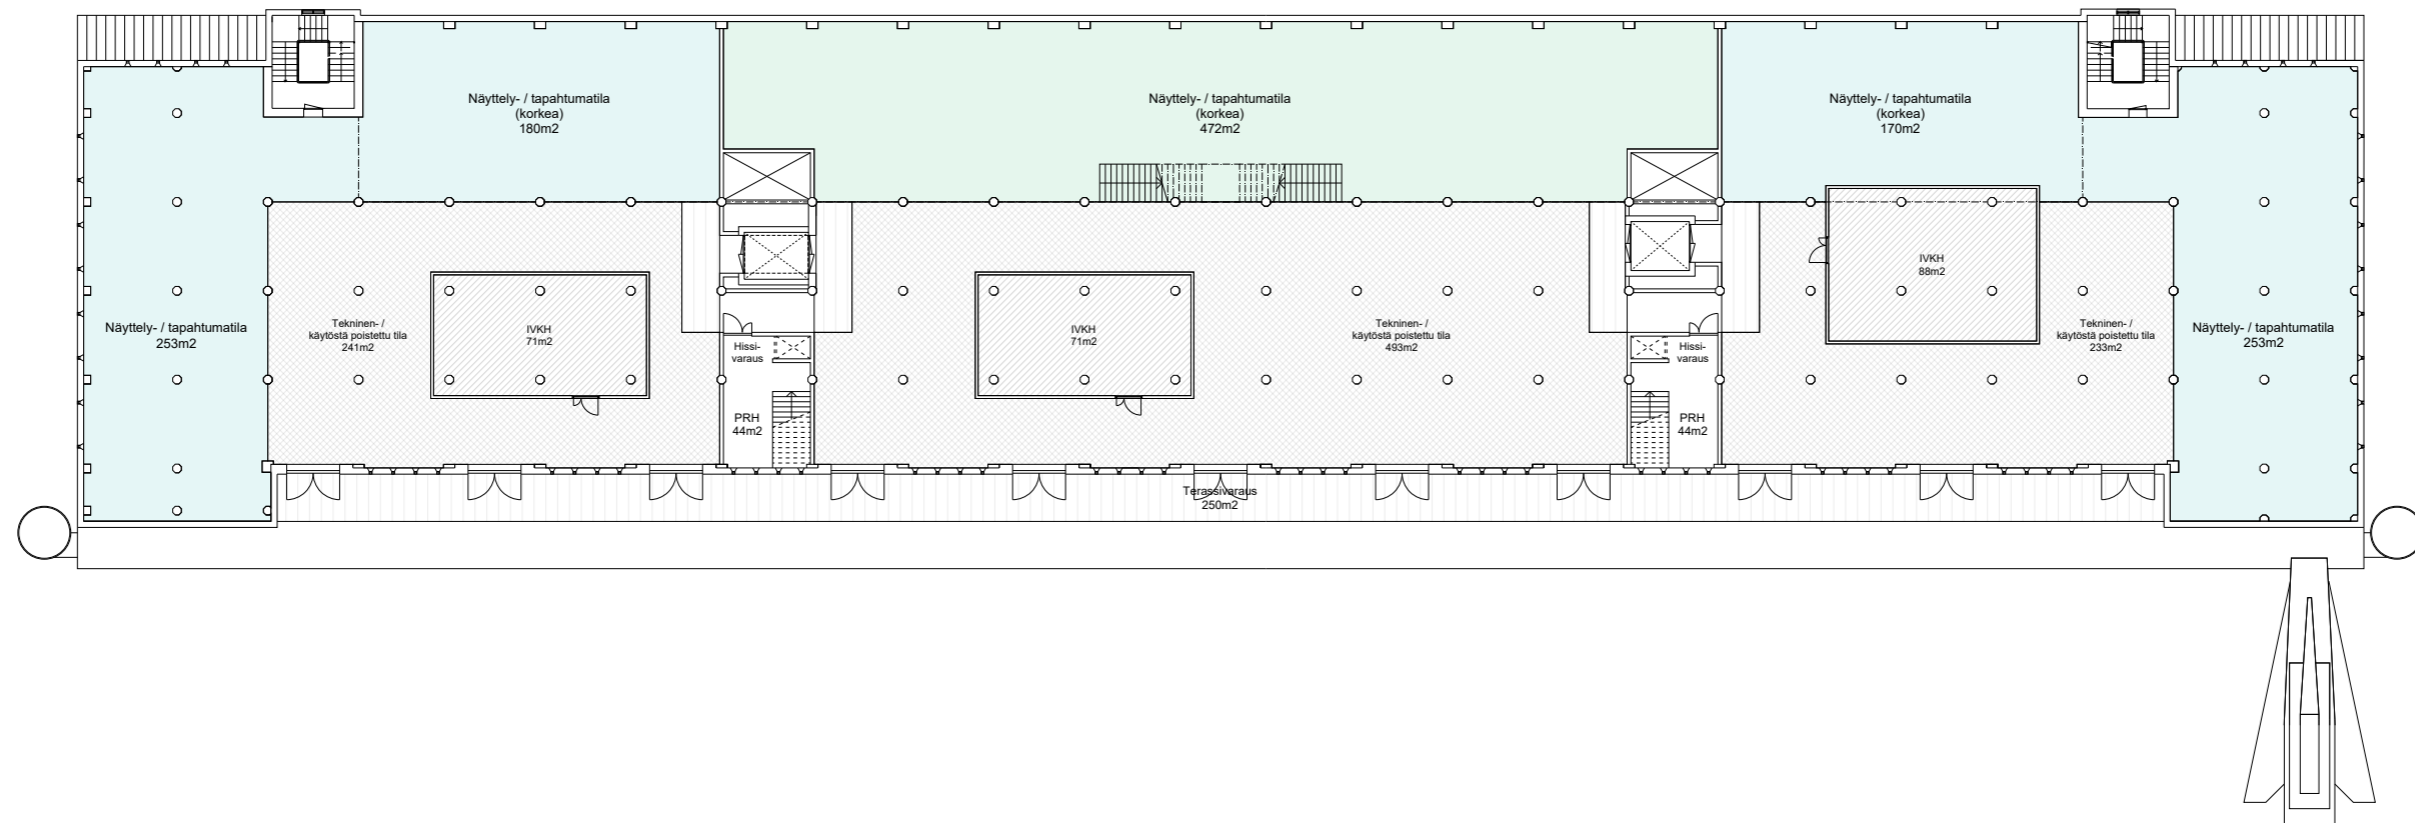 Näyttely- / tapahtumatila
(korkea)
180m2
Näyttely- / tapahtumatila
(korkea)
472m2
Näyttely- / tapahtumatila
(korkea)
170m2
Näyttely- / tapahtumatila
253m2
Tekninen- /
käytöstä poistettu tila
241m2
IVKH
71m2
Hissi-
varaus
PRH
44m2
IVKH
71m2
Tekninen- /
käytöstä poistettu tila
493m2
Hissi-
varaus
PRH
44m2
IVKH
88m2
Tekninen- /
käytöstä poistettu tila
233m2
Näyttely- / tapahtumatila
253m2
Terassivaraus
250m2